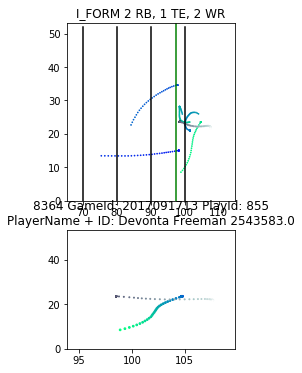 I_FORM 2 RB, 1 TE, 2 WR
50
40
30
20
10
0
70 80 90 100 110
8364 GameId: 2017091713 PlayId: 855
PlayerName + ID: Devonta Freeman 2543583.0
40
20
0
95 100 105